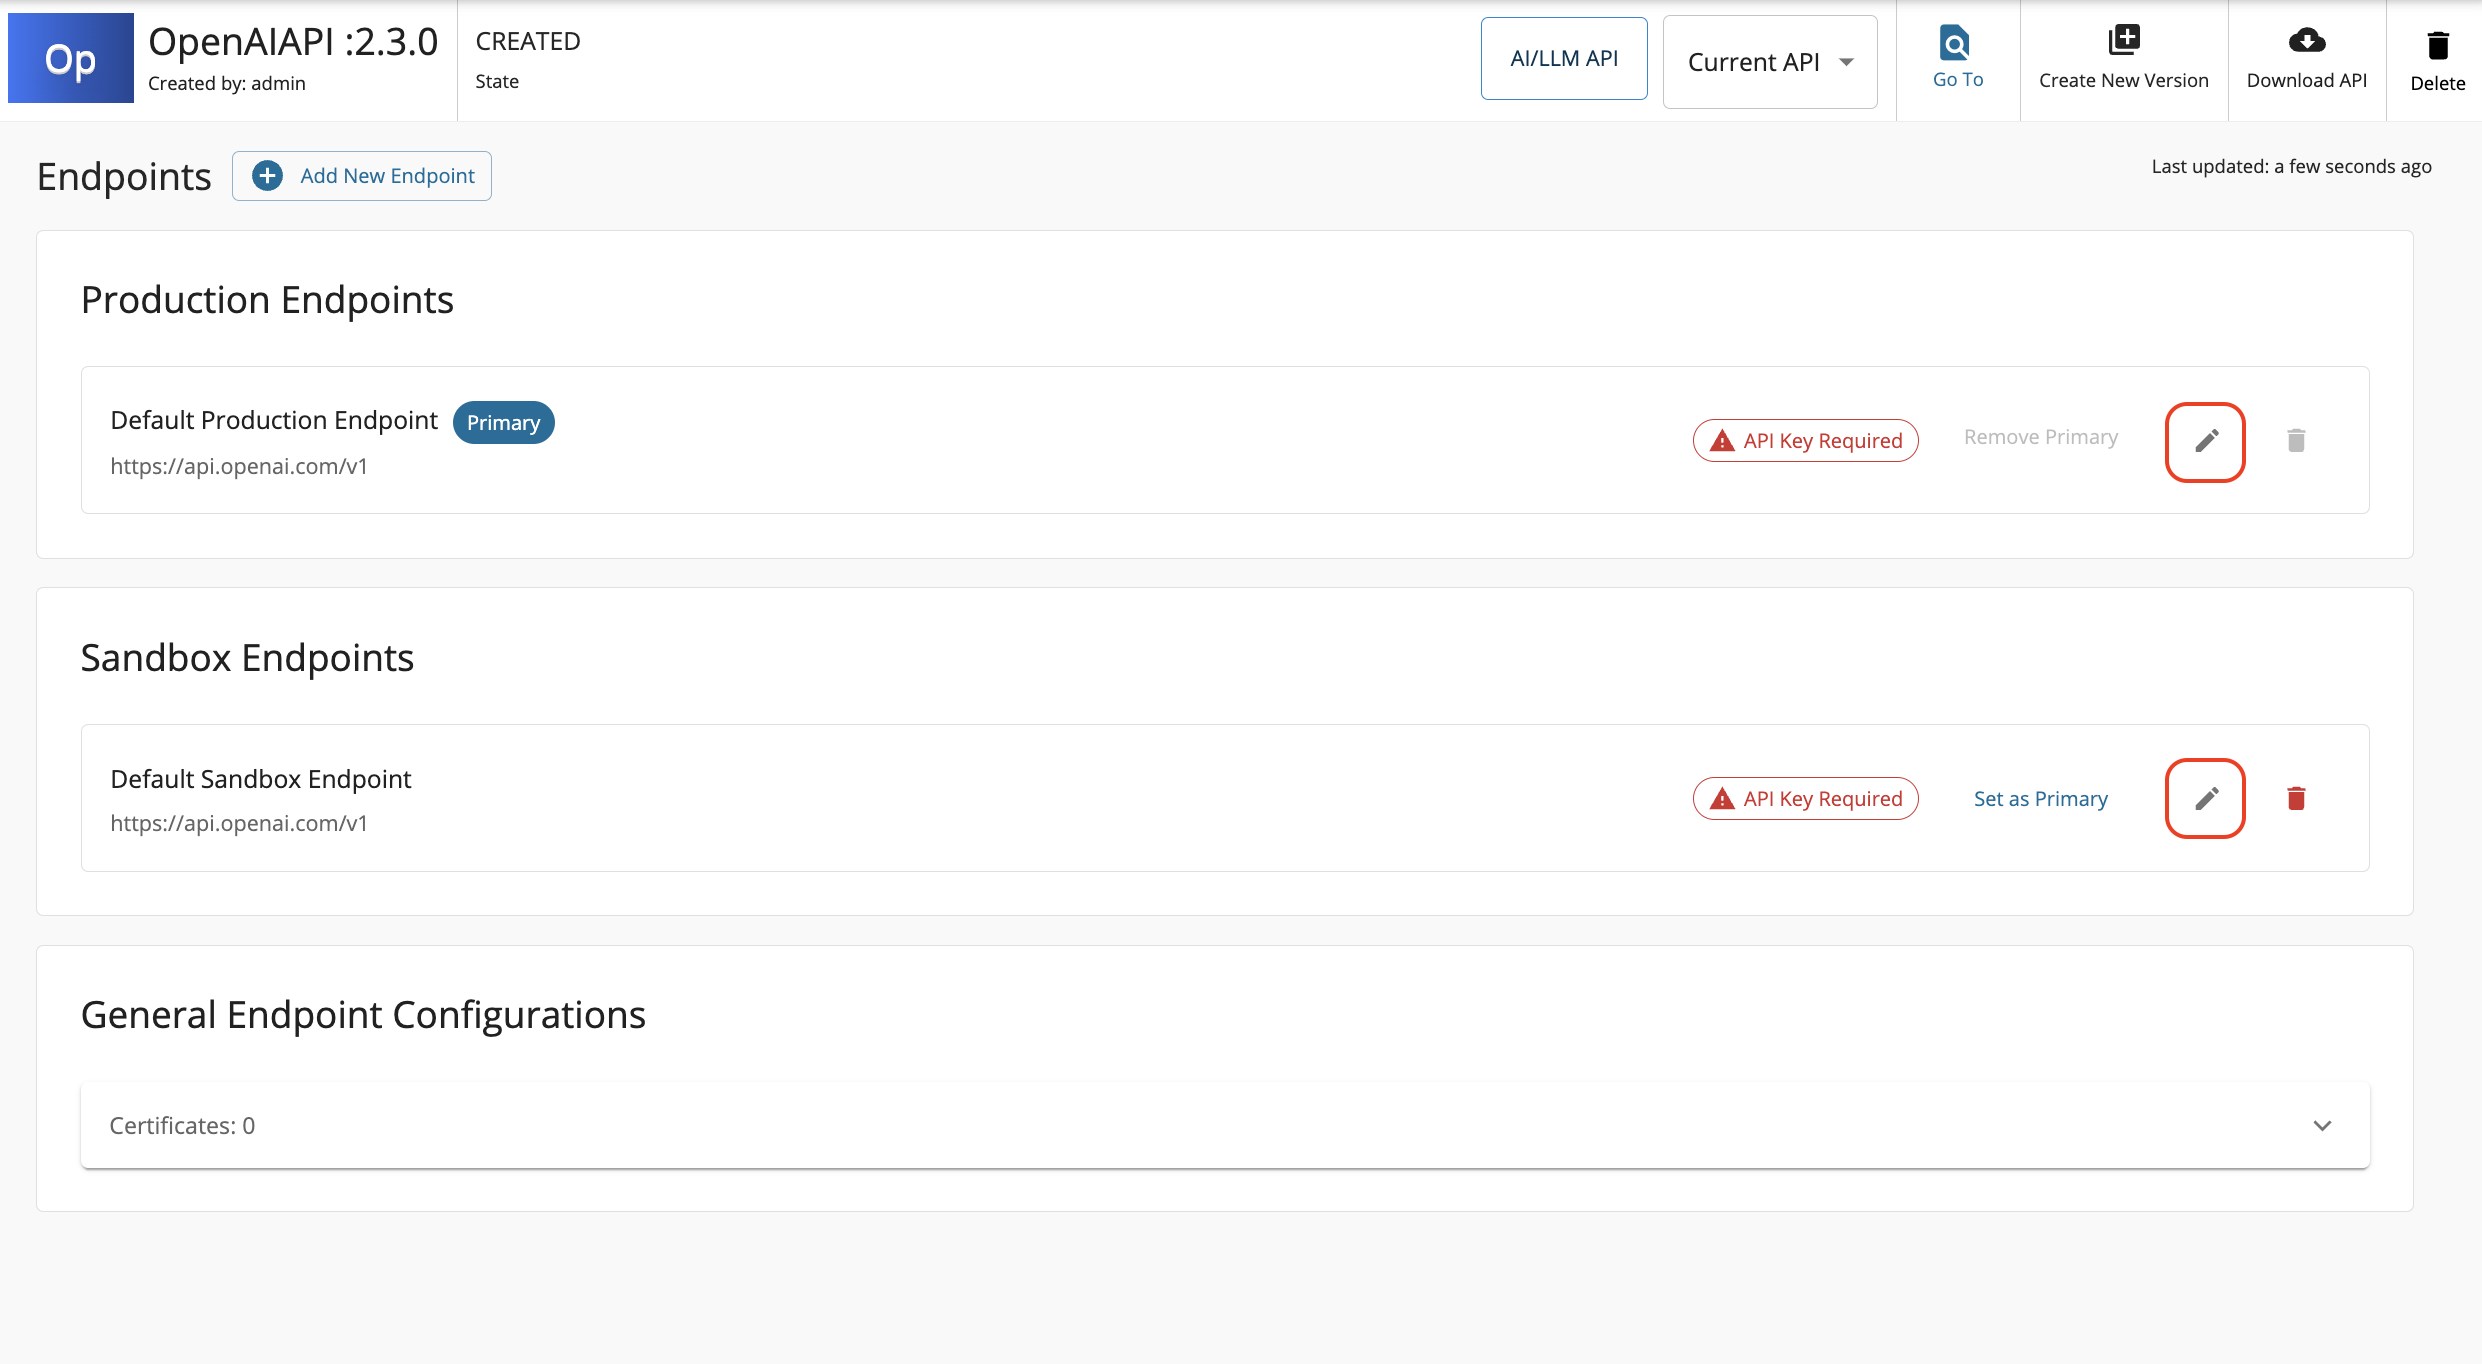 Op
OpenAIAPI :2.3.0
Created by: admin
CREATED
State
AI/LLM API
Current API
Go To
Create New Version
Download API
Delete
Endpoints
Add New Endpoint
Last updated: a few seconds ago
Production Endpoints
Default Production Endpoint
Primary
https://api.openai.com/v1
API Key Required
Remove Primary
Sandbox Endpoints
Default Sandbox Endpoint
https://api.openai.com/v1
API Key Required
Set as Primary
General Endpoint Configurations
Certificates: 0